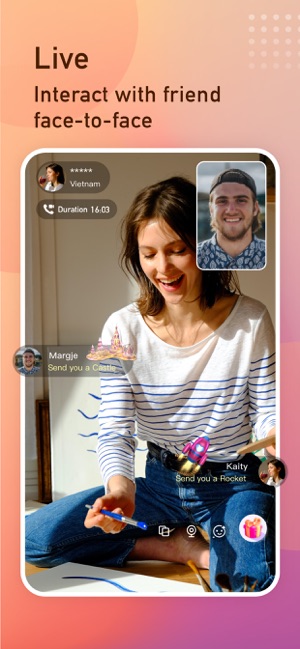 Live
Interact with friend
face-to-face
*****
Vietnam
Duration 16:03
Margje
Send you a Castle
Kaity
Send you a Rocket